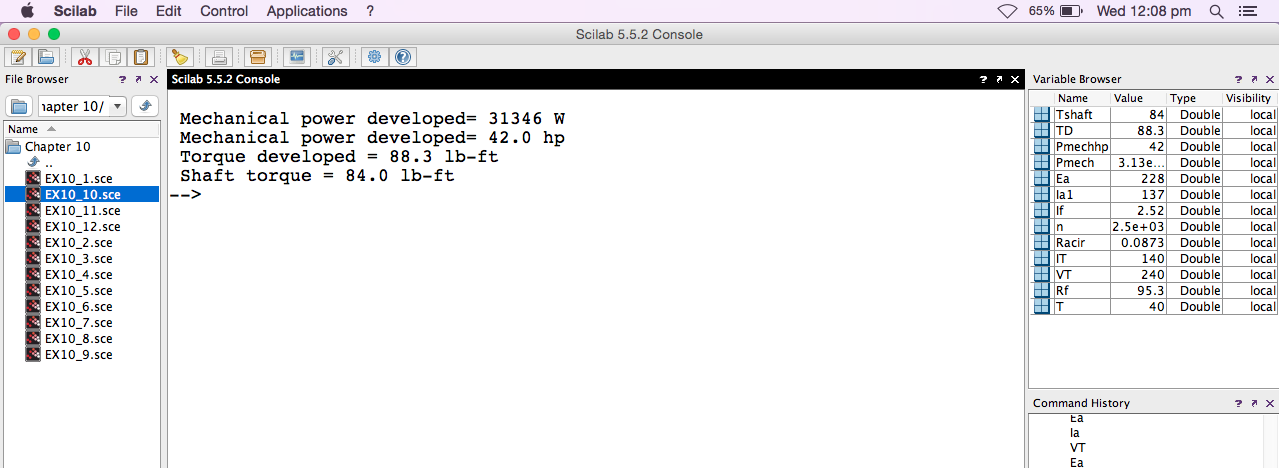 Scilab File Edit Control Applications ? 65% Wed 12:08 pm
Scilab 5.5.2 Console
File Browser ? Scilab 5.5.2 Console ? Variable Browser ?
ıapter 10/
Name
Chapter 10
..
EX10_1.sce
EX10_10.sce
EX10_11.sce
EX10_12.sce
EX10_2.sce
EX10_3.sce
EX10_4.sce
EX10_5.sce
EX10_6.sce
EX10_7.sce
EX10_8.sce
EX10_9.sce
Mechanical power developed= 31346 W
Mechanical power developed= 42.0 hp
Torque developed = 88.3 lb-ft
Shaft torque = 84.0 lb-ft
-->
Name Value Type Visibility
Tshaft 84 Double local
TD 88.3 Double local
Pmechhp 42 Double local
Pmech 3.13e... Double local
Ea 228 Double local
Ia1 137 Double local
If 2.52 Double local
n 2.5e+03 Double local
Racir 0.0873 Double local
IT 140 Double local
VT 240 Double local
Rf 95.3 Double local
T 40 Double local
Command History ?
Ea
Ia
VT
Ea